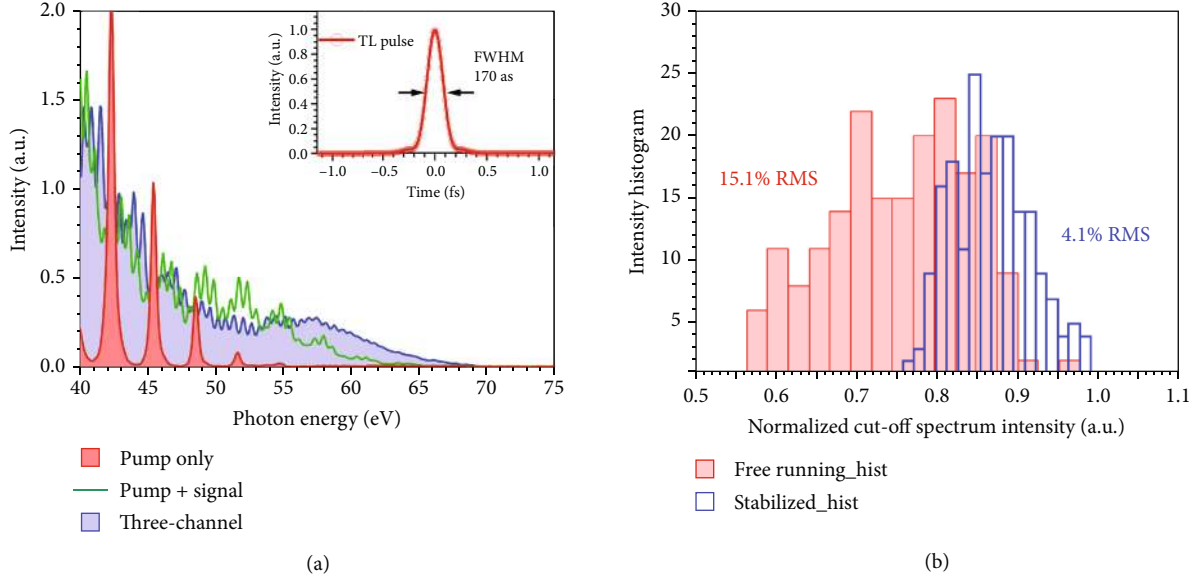 2.0
1.5
1.0
0.5
0.0
Intensity (a.u.)
40
45
50
55
60
65
70
75
Photon energy (eV)
1.0
0.8
0.6
0.4
0.2
0.0
Intensity (a.u.)
TL pulse
FWHM
170 as
−1.0
−0.5
0.0
0.5
1.0
Time (fs)
Pump only
Pump + signal
Three-channel
(a)
30
25
20
15
10
5
Intensity histogram
15.1% RMS
4.1% RMS
0.5
0.6
0.7
0.8
0.9
1.0
1.1
Normalized cut-off spectrum intensity (a.u.)
Free running_hist
Stabilized_hist
(b)